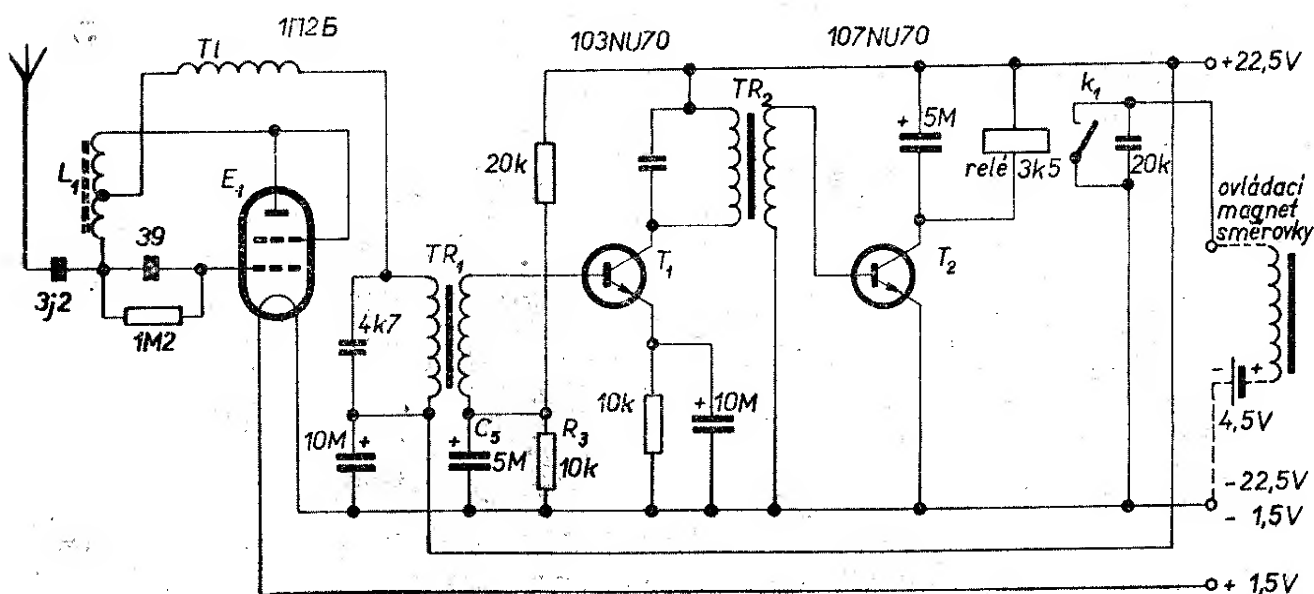 1П2Б
Tl
103NU70
107NU70
+22,5V
TR₂
k₁
+
5M
20k
relé 3k5
20k
L₁
E₁
ovládací
magnet
směrovky
39
TR₁
T₁
T₂
3j2
4k7
1M2
- +
10k
+
10M
4,5V
10M
+
C₅
+
5M
R₃
10k
-22,5V
- 1,5V
+ 1,5V